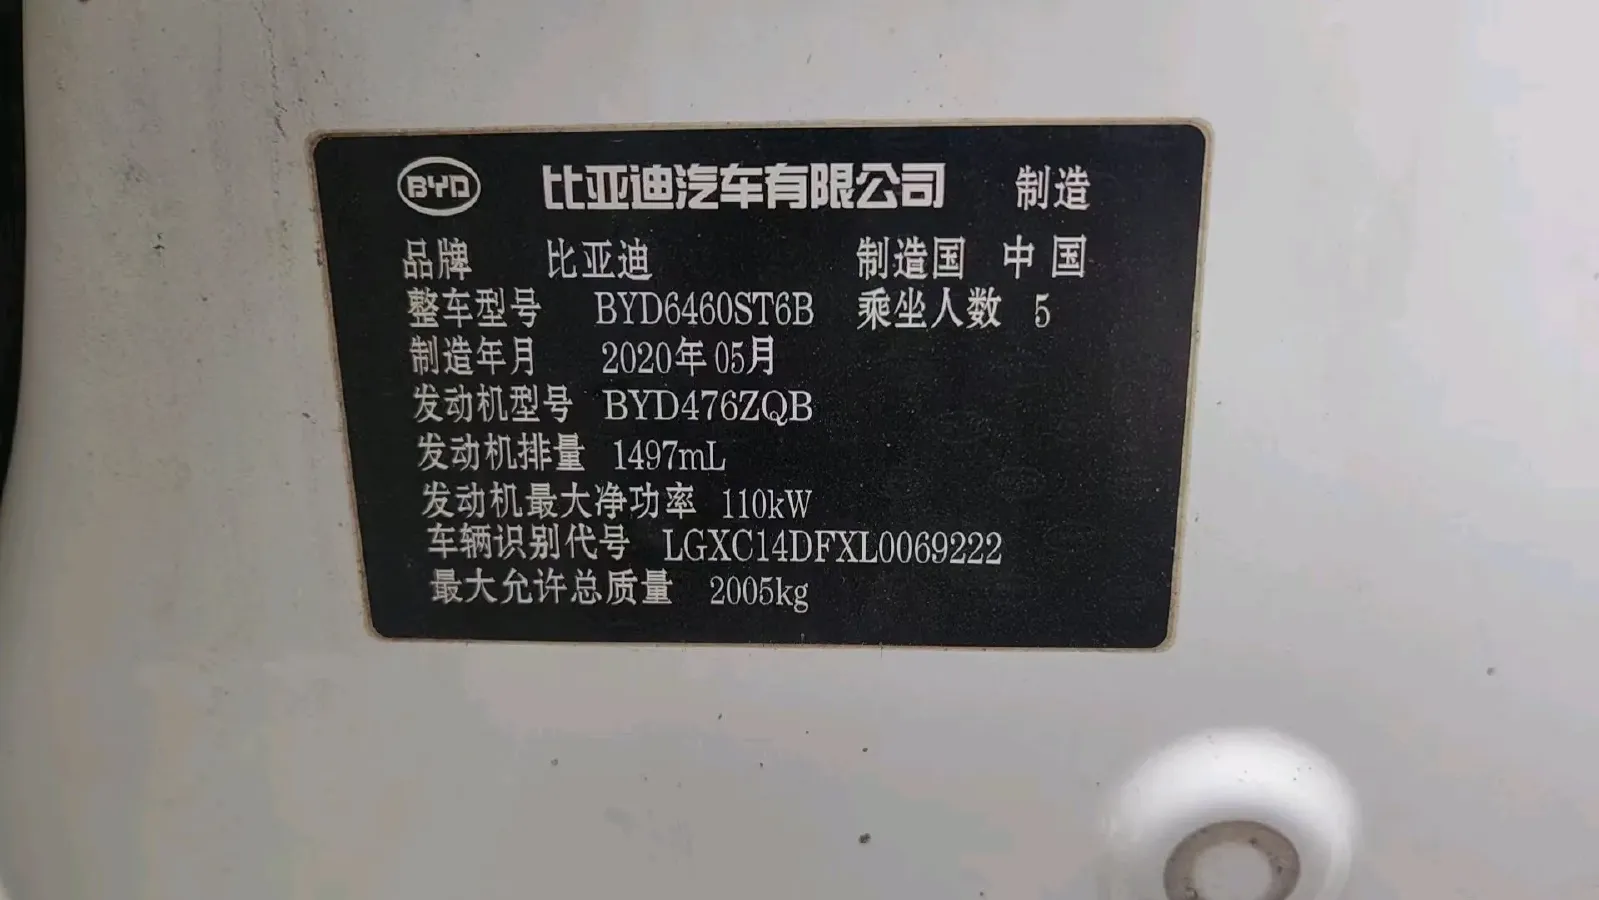 BYD 比亚迪汽车有限公司 制造
品牌 比亚迪 制造国 中国
整车型号 BYD6460ST6B 乘坐人数 5
制造年月 2020年05月
发动机型号 BYD476ZQB
发动机排量 1497mL
发动机最大净功率 110kW
车辆识别代号 LGXC14DFXL0069222
最大允许总质量 2005kg